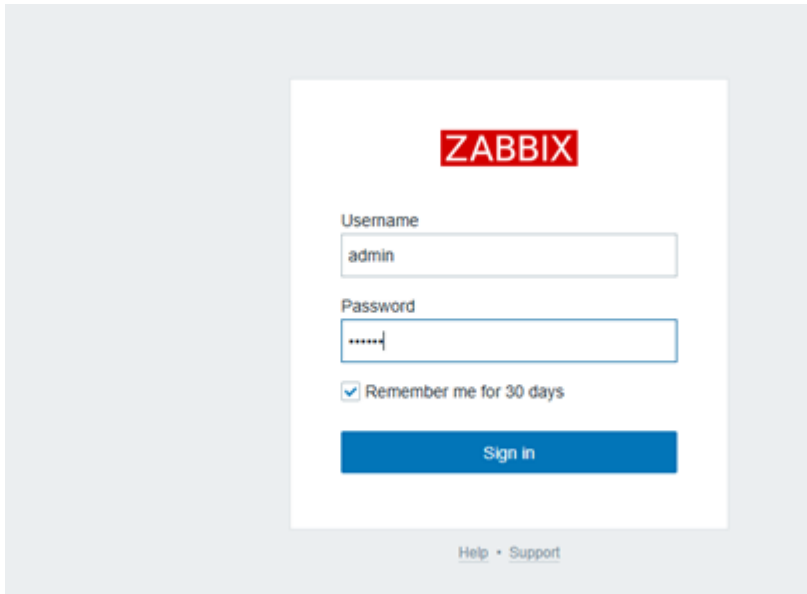 ZABBIX
Username
admin
Password
••••••
Remember me for 30 days
Sign in
Help • Support